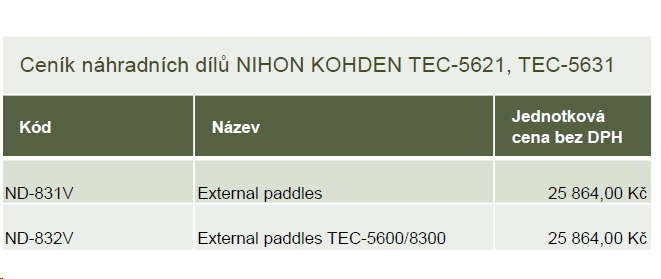 Ceník náhradních dílů NIHON KOHDEN TEC-5621, TEC-5631
Kód Název Jednotková
cena bez DPH
ND-831V External paddles 25 864,00 Kč
ND-832V External paddles TEC-5600/8300 25 864,00 Kč